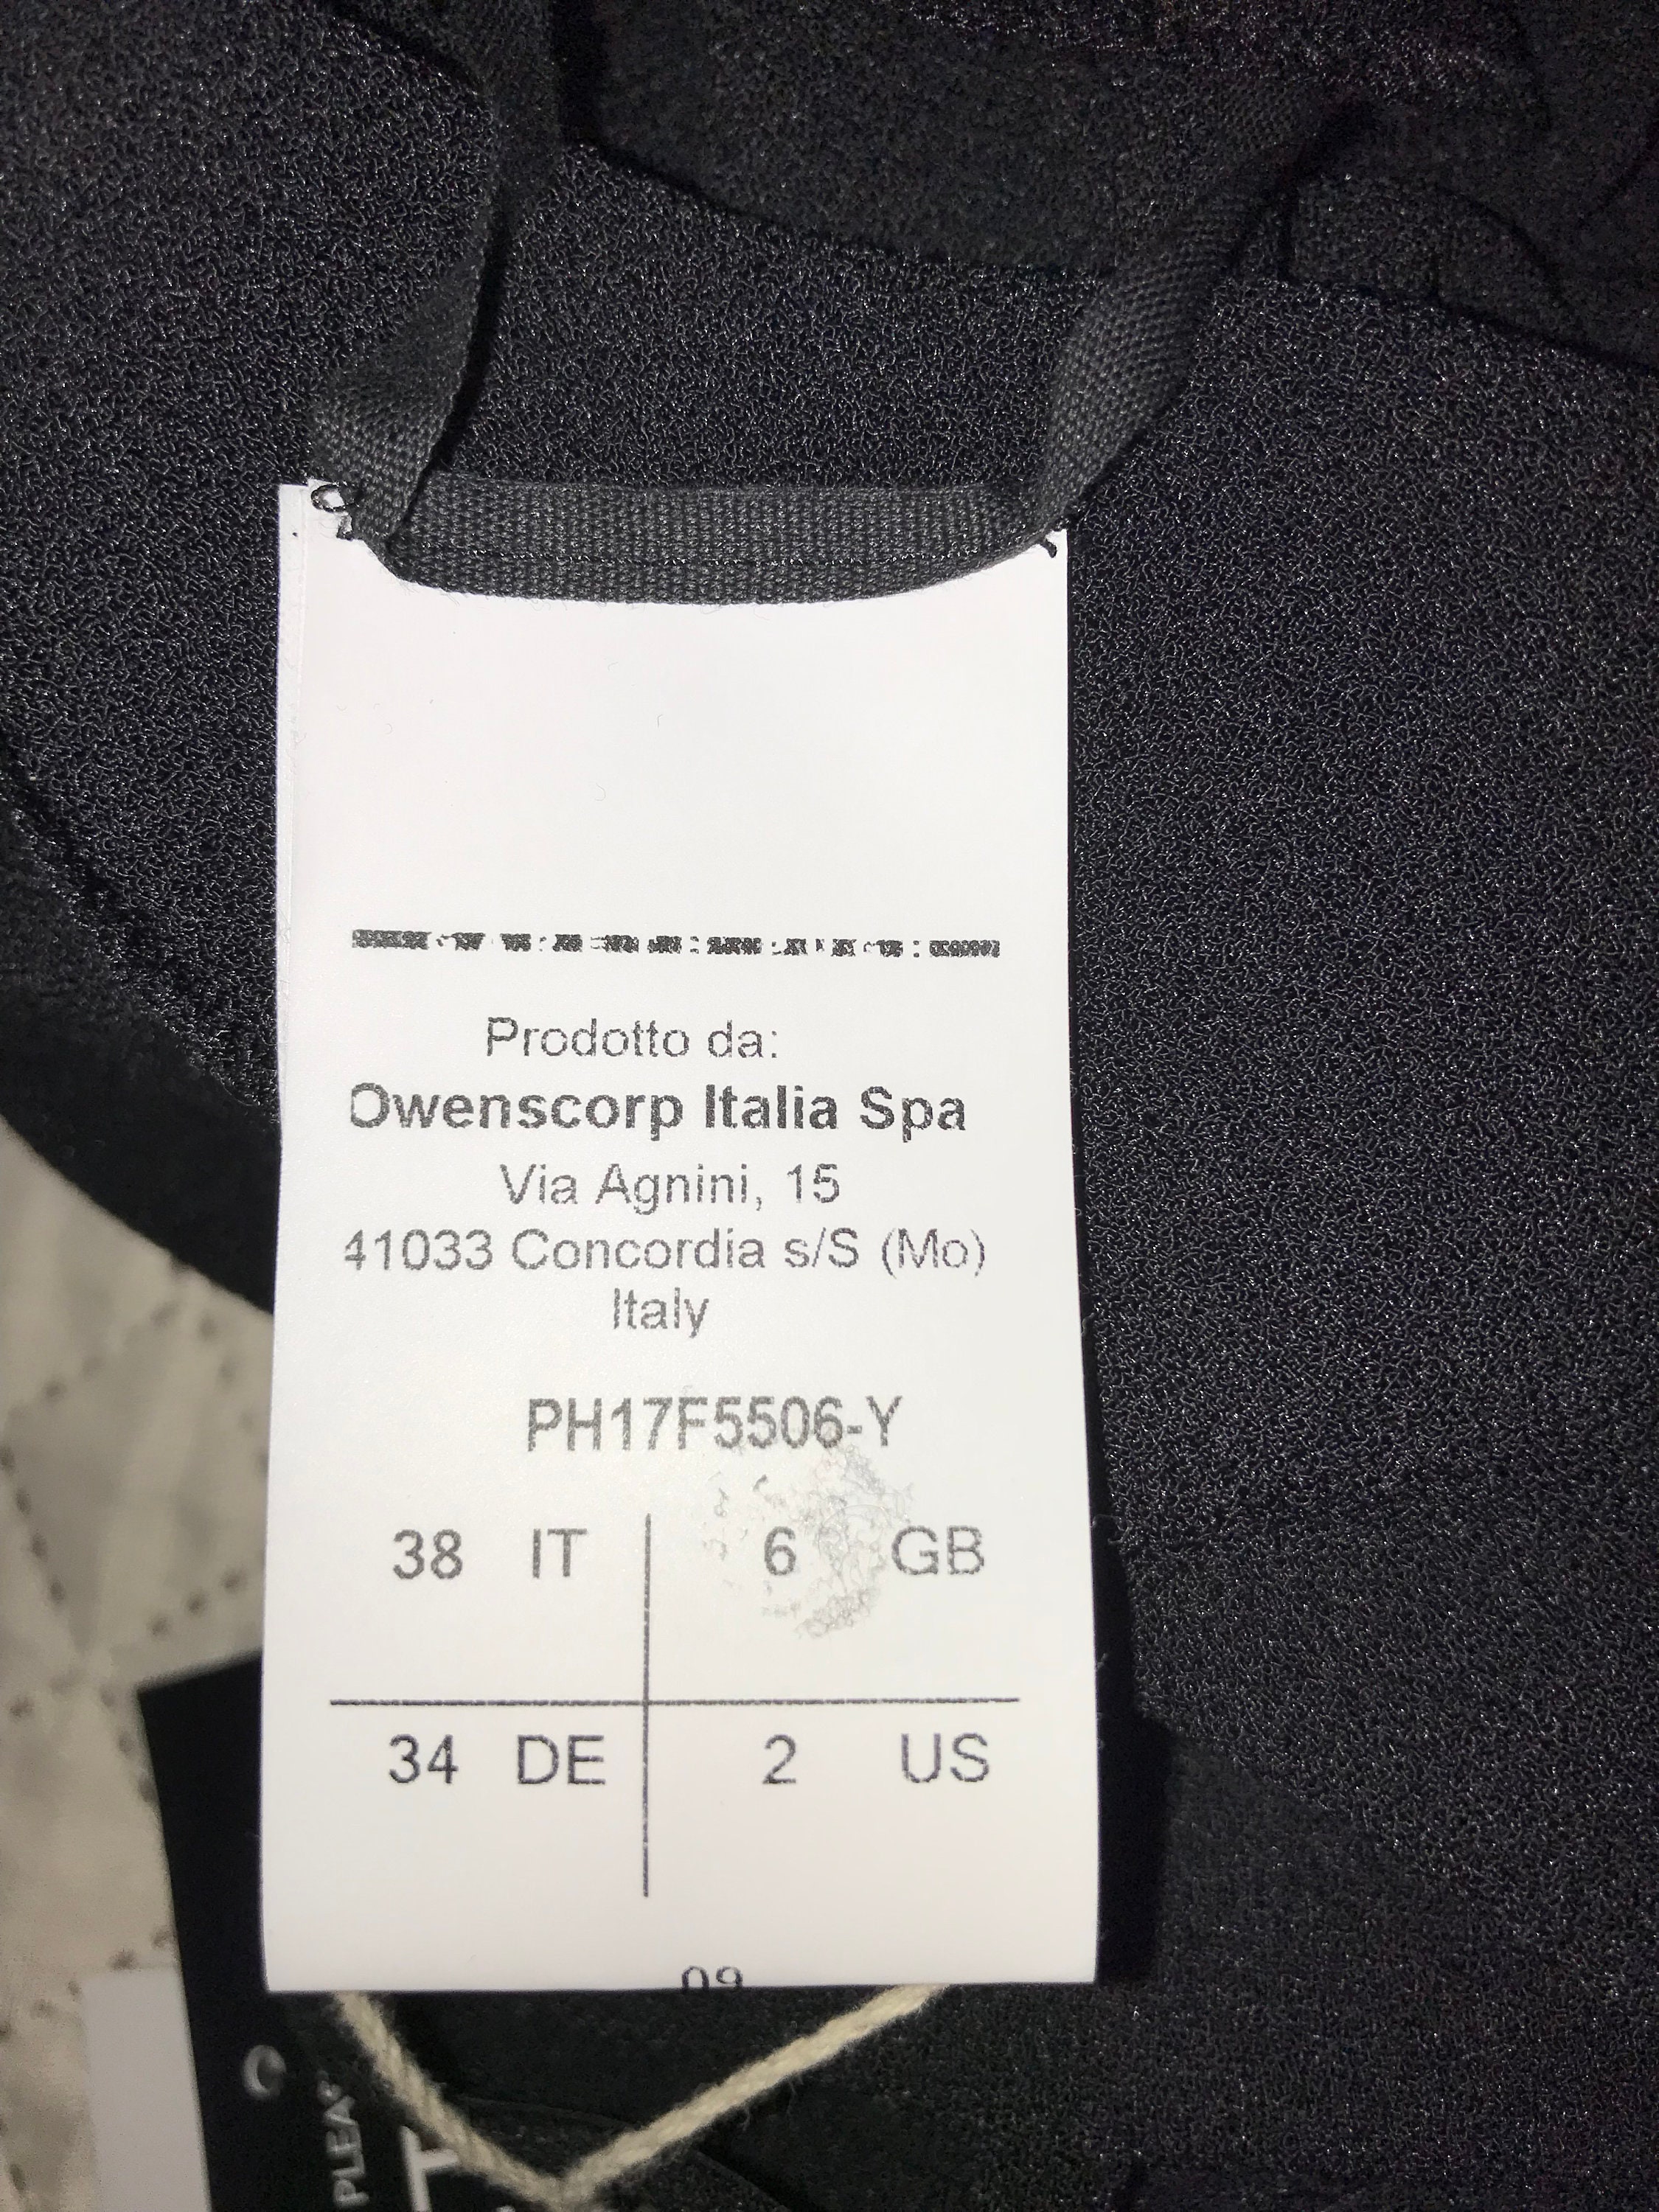 Prodotto da:
Owenscorp Italia Spa
Via Agnini, 15
41033 Concordia s/S (Mo)
Italy
PH17F5506-Y
38 IT 6 GB
34 DE 2 US
09